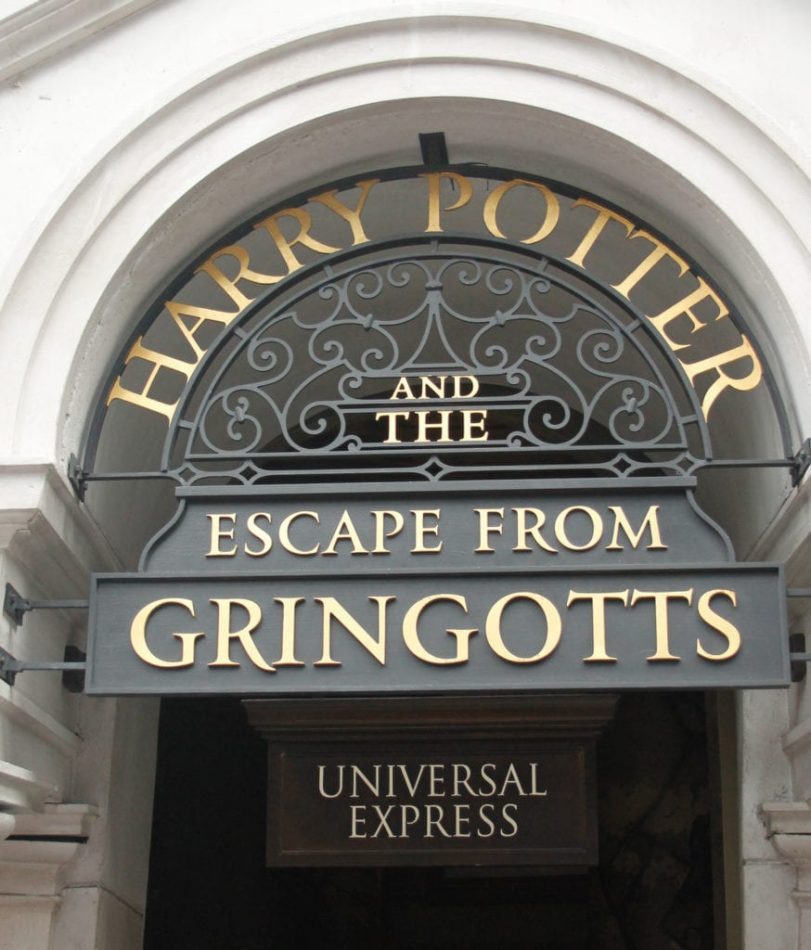 HARRY POTTER
AND
THE
ESCAPE FROM
GRINGOTTS
UNIVERSAL
EXPRESS